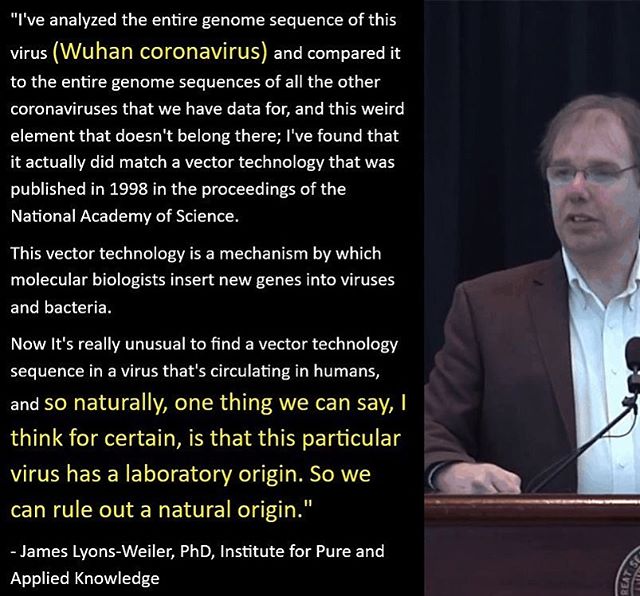 "I've analyzed the entire genome sequence of this
virus (Wuhan coronavirus) and compared it
to the entire genome sequences of all the other
coronaviruses that we have data for, and this weird
element that doesn't belong there; I've found that
it actually did match a vector technology that was
published in 1998 in the proceedings of the
National Academy of Science.
This vector technology is a mechanism by which
molecular biologists insert new genes into viruses
and bacteria.
Now It's really unusual to find a vector technology
sequence in a virus that's circulating in humans,
and so naturally, one thing we can say, I
think for certain, is that this particular
virus has a laboratory origin. So we
can rule out a natural origin."
- James Lyons-Weiler, PhD, Institute for Pure and
Applied Knowledge